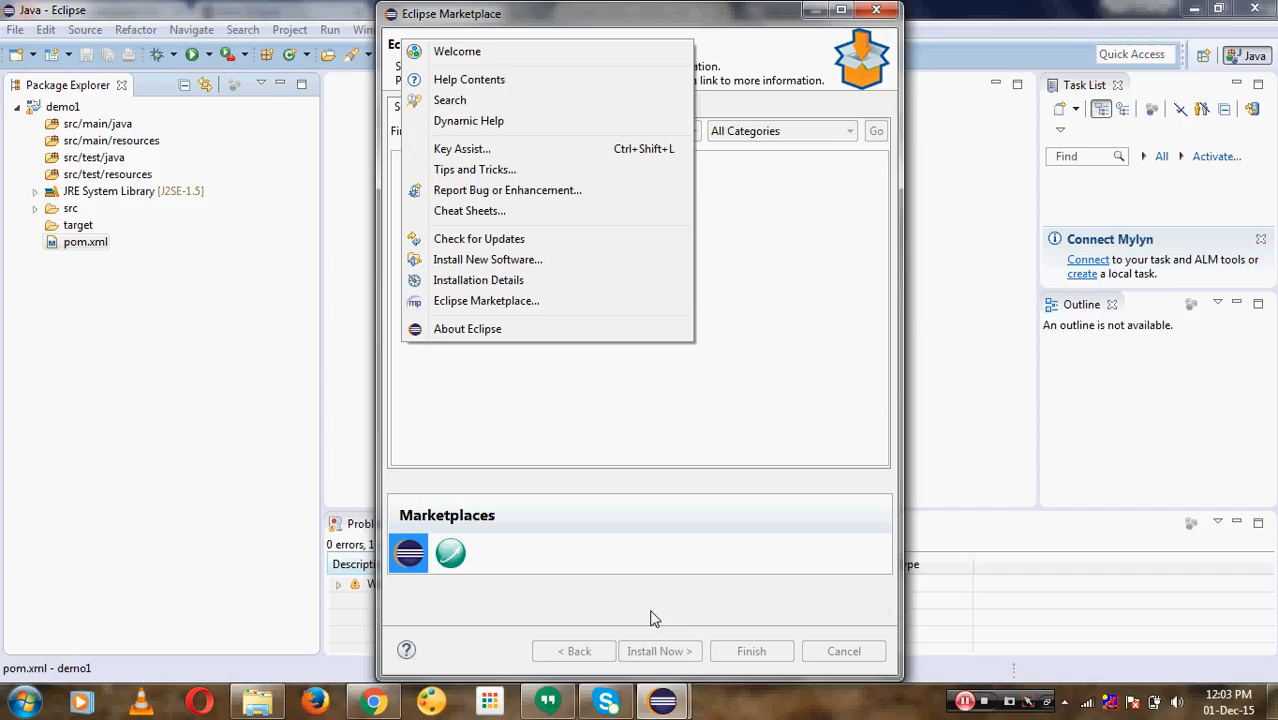 Java - Eclipse
Eclipse Marketplace
File Edit Source Refactor Navigate Search Project Run
Quick Access
Java
Package Explorer
demo1
src/main/java
src/main/resources
src/test/java
src/test/resources
JRE System Library [J2SE-1.5]
src
target
pom.xml
Welcome
Help Contents
Search
Dynamic Help
Key Assist... Ctrl+Shift+L
Tips and Tricks...
Report Bug or Enhancement...
Cheat Sheets...
Check for Updates
Install New Software...
Installation Details
Eclipse Marketplace...
About Eclipse
ation.
a link to more information.
All Categories
Go
Marketplaces
< Back
Install Now >
Finish
Cancel
Task List
Find
All
Activate...
Connect Mylyn
Connect to your task and ALM tools or
create a local task.
Outline
An outline is not available.
0 errors, 1
pom.xml - demo1
12:03 PM
01-Dec-15